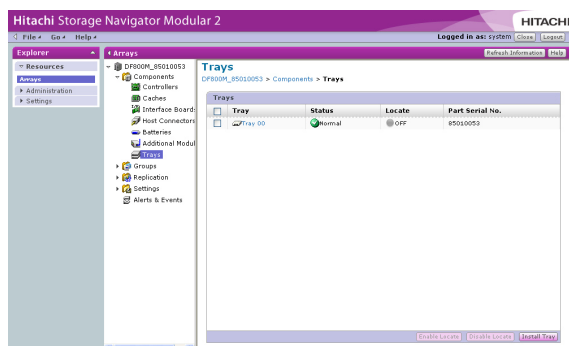 Hitachi Storage Navigator Modular 2
HITACHI
File Go Help
Logged in as: system Close Logout
Explorer
Arrays
Refresh Information Help
Resources
Arrays
Administration
Settings
DF800M_85010053
Components
Controllers
Caches
Interface Boards
Host Connectors
Batteries
Additional Modul
Trays
Groups
Replication
Settings
Alerts & Events
Trays
DF800M_85010053 > Components > Trays
Trays
Tray Status Locate Part Serial No.
Tray 00 Normal OFF 85010053
Enable Locate Disable Locate Install Tray